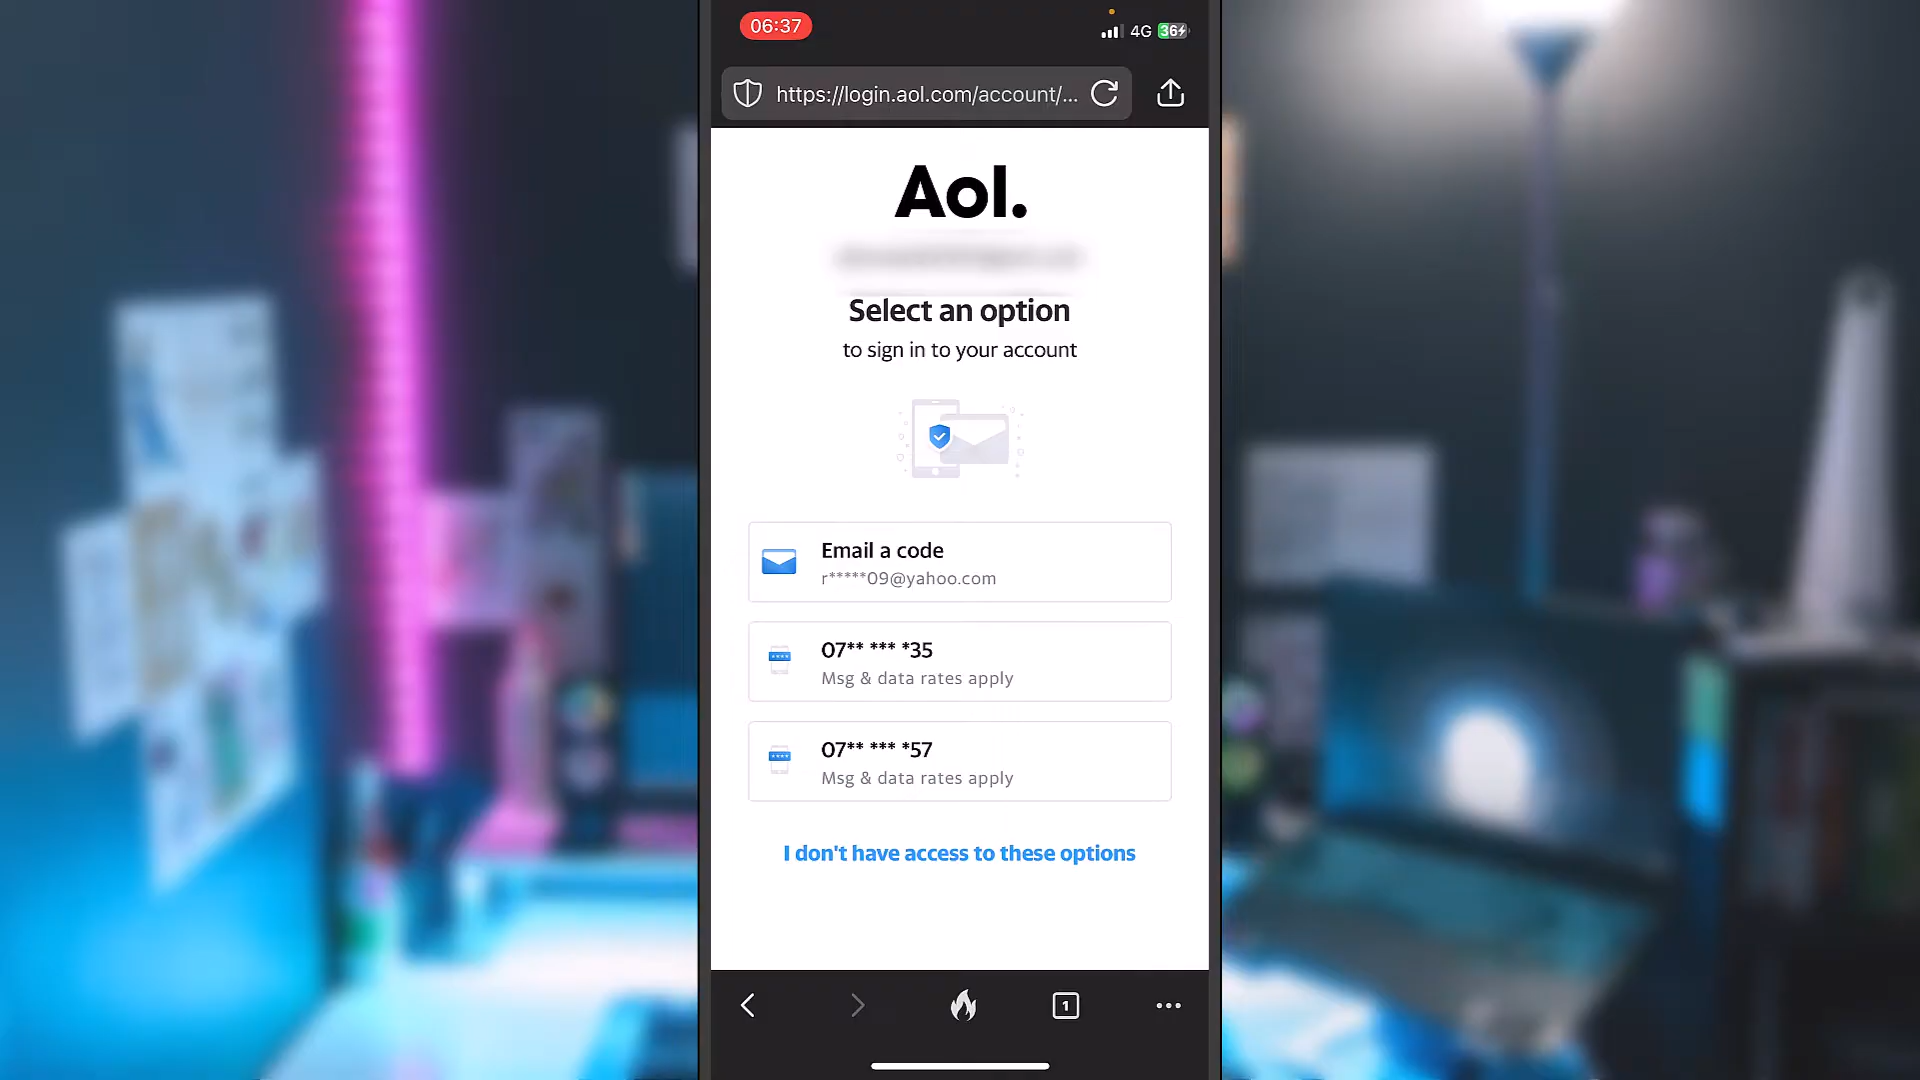 06:37
4G 36
https://login.aol.com/account/...
Aol.
Select an option
to sign in to your account
Email a code
r*****09@yahoo.com
07** *** *35
Msg & data rates apply
07** *** *57
Msg & data rates apply
I don't have access to these options
1